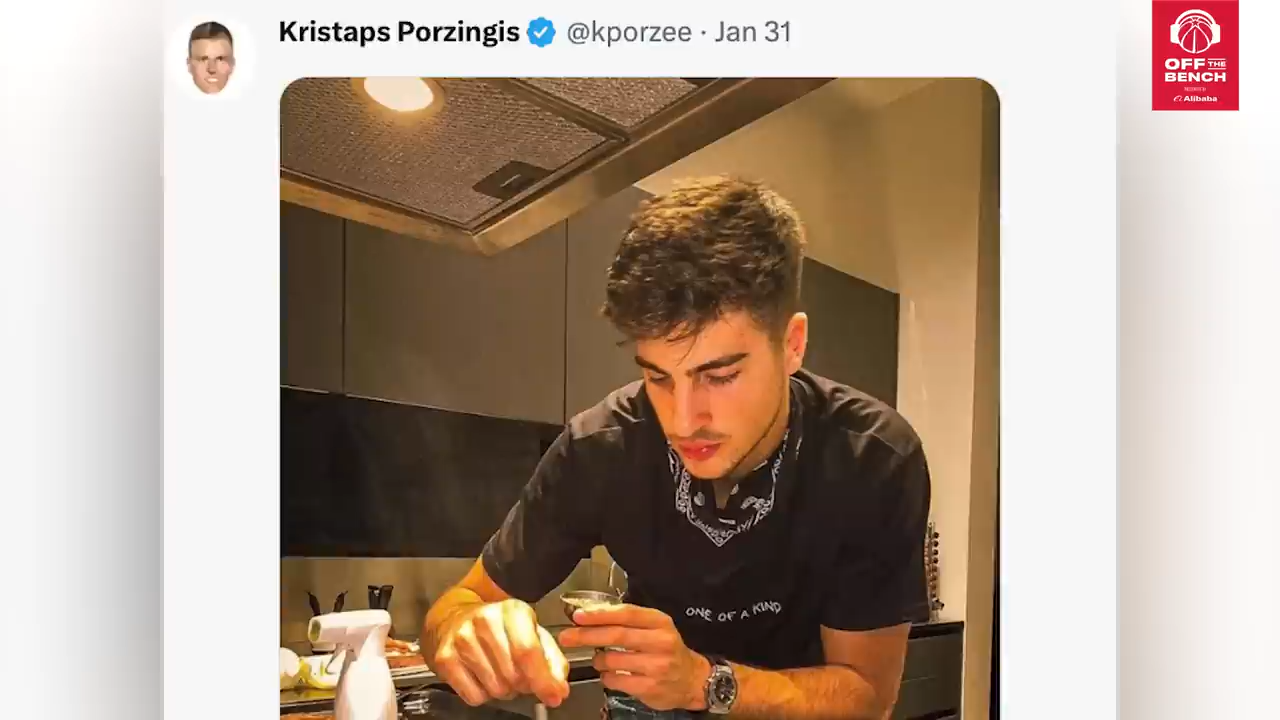 Kristaps Porzingis @kporzee · Jan 31
OFF THE
BENCH
Alibaba
ONE OF A KIND